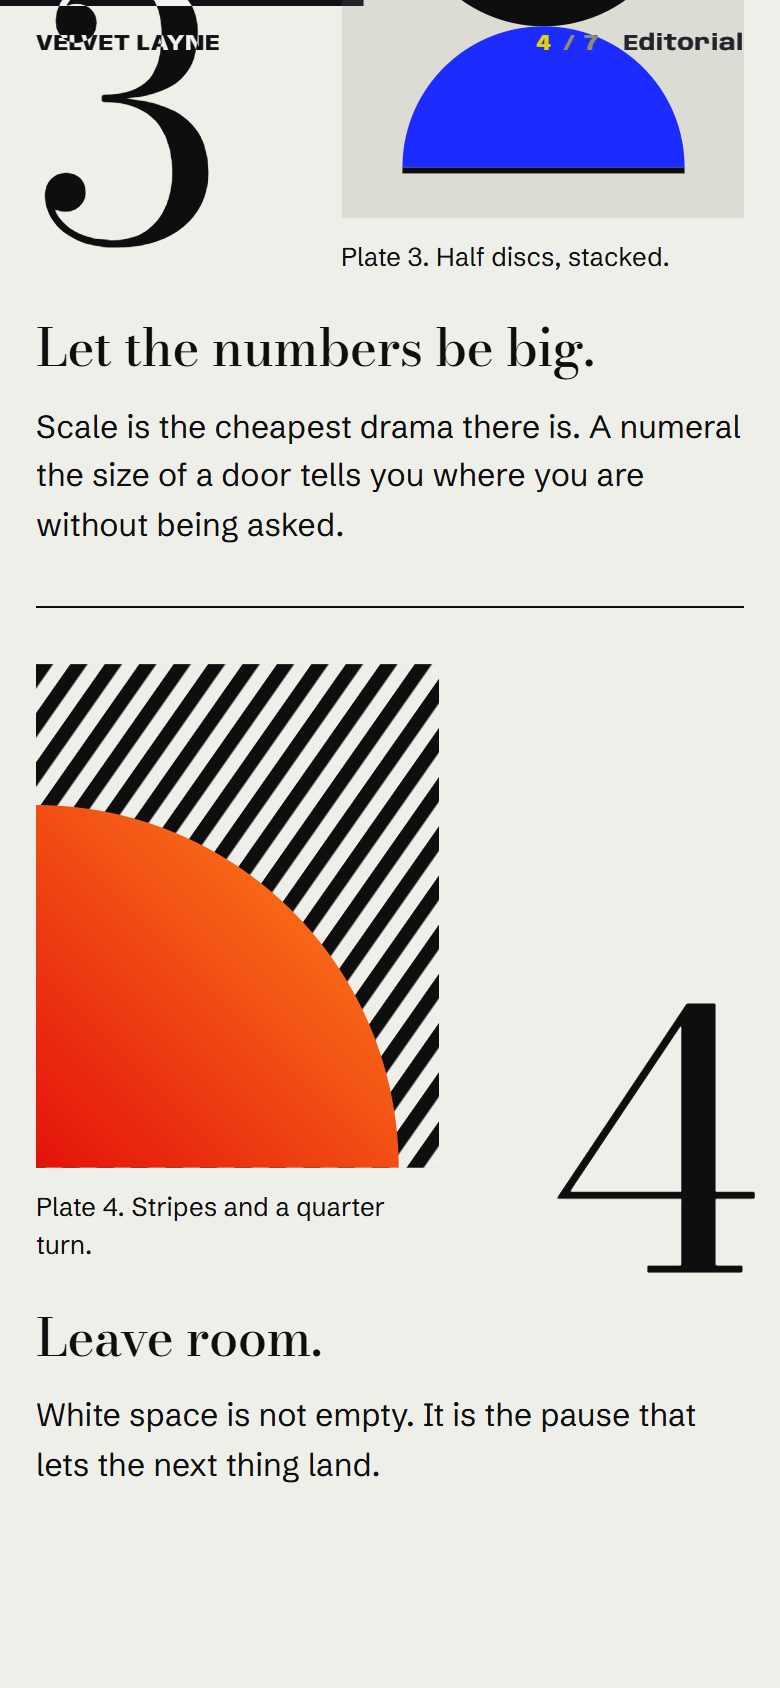 VELVET LAYNE
4 / 7 Editorial
3
Plate 3. Half discs, stacked.
Let the numbers be big.
Scale is the cheapest drama there is. A numeral
the size of a door tells you where you are
without being asked.
4
Plate 4. Stripes and a quarter
turn.
Leave room.
White space is not empty. It is the pause that
lets the next thing land.